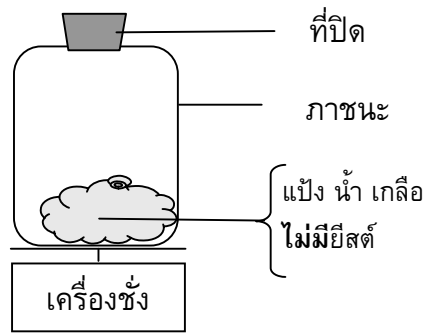 ที่ปิด
ภาชนะ
แป้ง น้ำ เกลือ
ไม่มียีสต์
เครื่องชั่ง